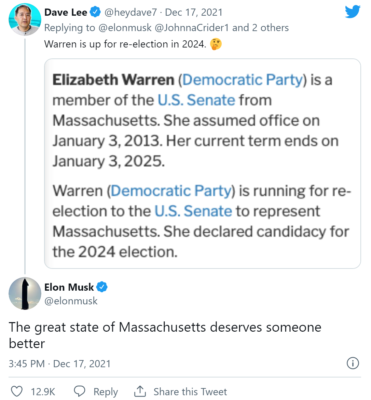 Dave Lee @heydave7 · Dec 17, 2021
Replying to @elonmusk @JohnnaCrider1 and 2 others
Warren is up for re-election in 2024. 🤔
Elizabeth Warren (Democratic Party) is a
member of the U.S. Senate from
Massachusetts. She assumed office on
January 3, 2013. Her current term ends on
January 3, 2025.
Warren (Democratic Party) is running for re-
election to the U.S. Senate to represent
Massachusetts. She declared candidacy for
the 2024 election.
Elon Musk
@elonmusk
The great state of Massachusetts deserves someone
better
3:45 PM · Dec 17, 2021
12.9K Reply Share this Tweet